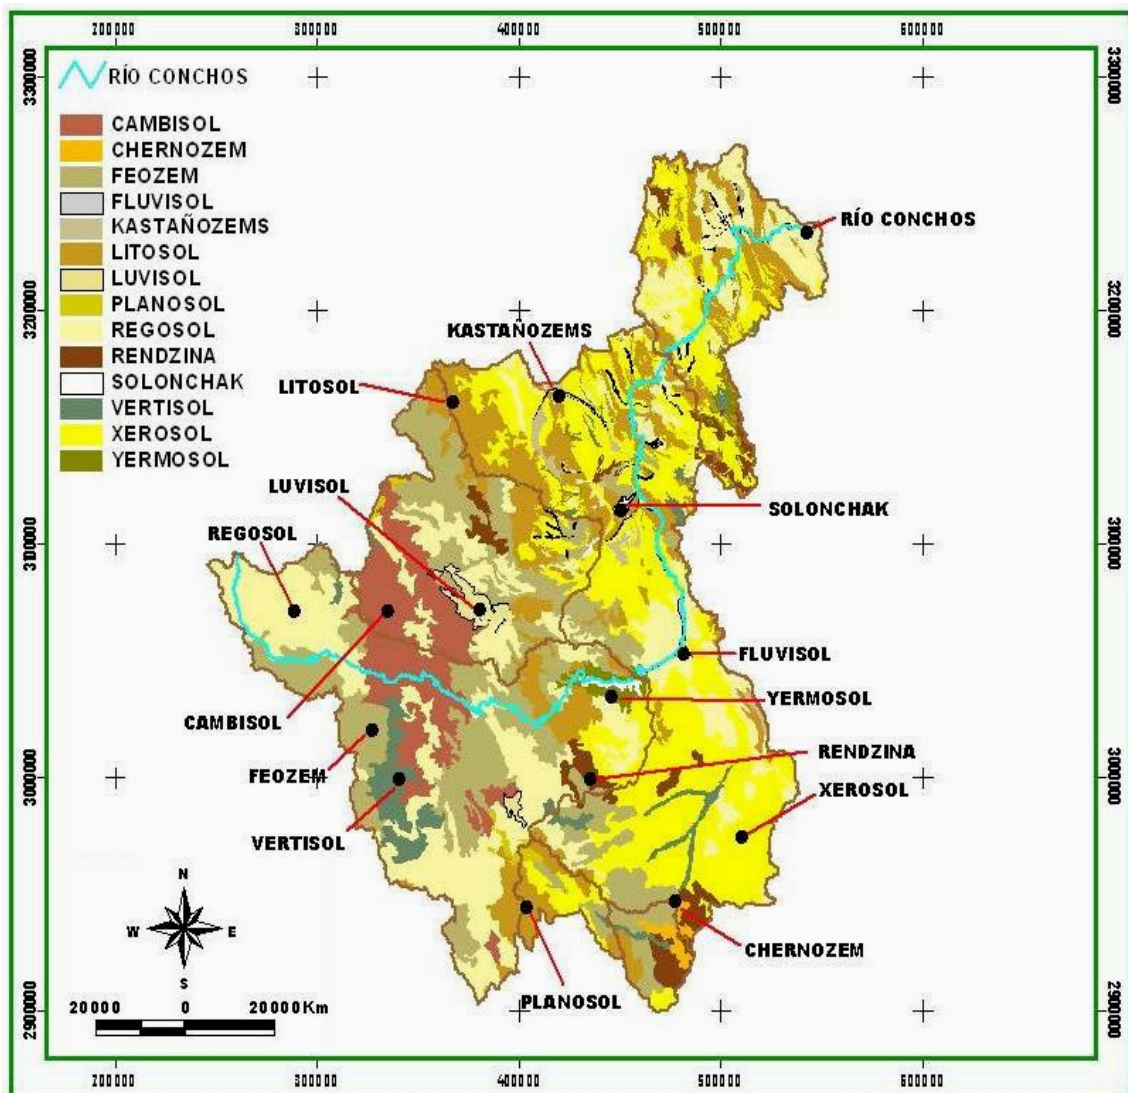 200000 300000 400000 500000 600000
3300000 3300000
RÍO CONCHOS
CAMBISOL
CHERNOZEM
FEOZEM
FLUVISOL
KASTAÑOZEMS
LITOSOL
LUVISOL
PLANOSOL
REGOSOL
RENDZINA
SOLONCHAK
VERTISOL
XEROSOL
YERMOSOL
RÍO CONCHOS
3200000 3200000
KASTAÑOZEMS
LITOSOL
LUVISOL
SOLONCHAK
REGOSOL
3100000 3100000
FLUVISOL
YERMOSOL
CAMBISOL
RENDZINA
FEOZEM
3000000 3000000
XEROSOL
VERTISOL
N
W E
S
CHERNOZEM
PLANOSOL
20000 0 20000Km
2900000 2900000
200000 300000 400000 500000 600000